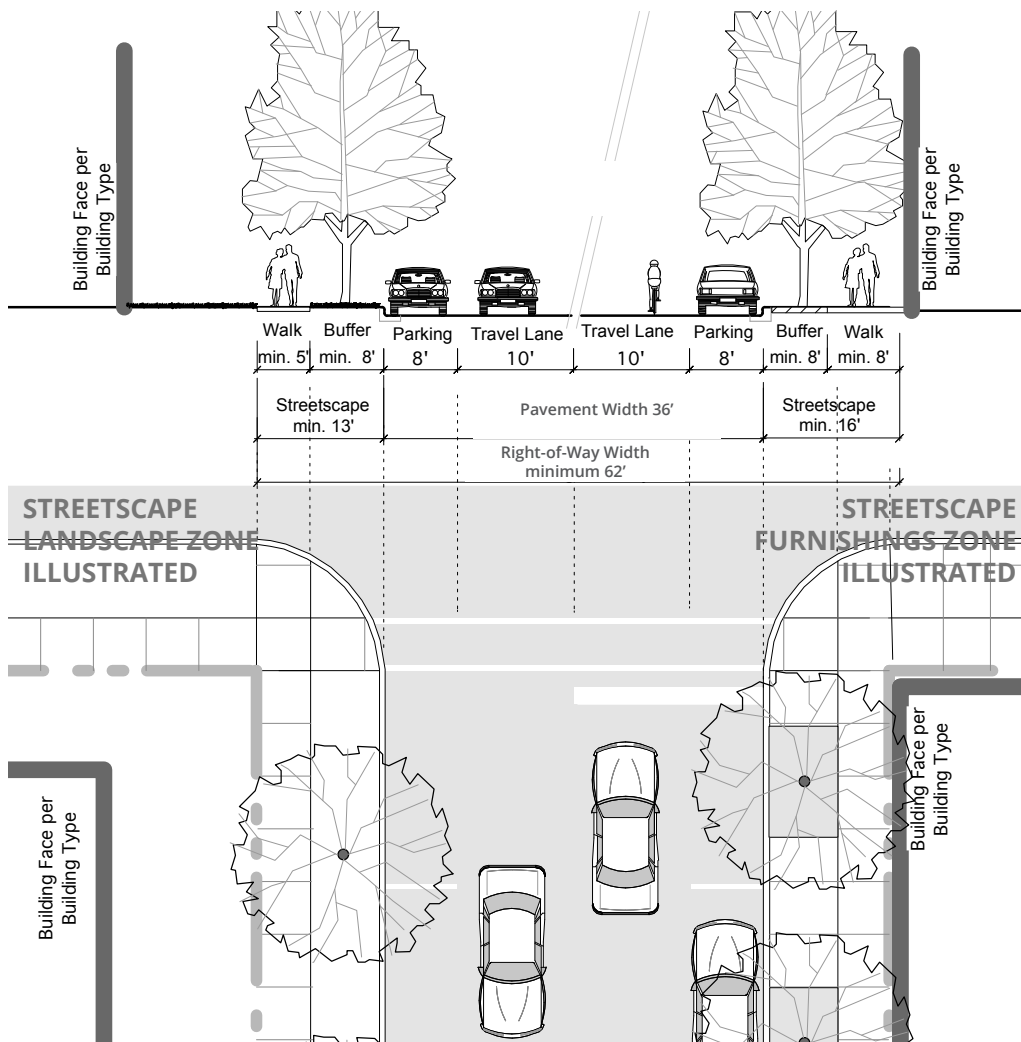 Building Face per
Building Type
Building Face per
Building Type
Walk
Buffer
Parking
Travel Lane
Travel Lane
Parking
Buffer
Walk
min. 5'
min. 8'
8'
10'
10'
8'
min. 8'
min. 8'
Streetscape
min. 13'
Pavement Width 36’
Streetscape
min. 16'
Right-of-Way Width
minimum 62’
STREETSCAPE
LANDSCAPE ZONE
ILLUSTRATED
STREETSCAPE
FURNISHINGS ZONE
ILLUSTRATED
Building Face per
Building Type
Building Face per
Building Type